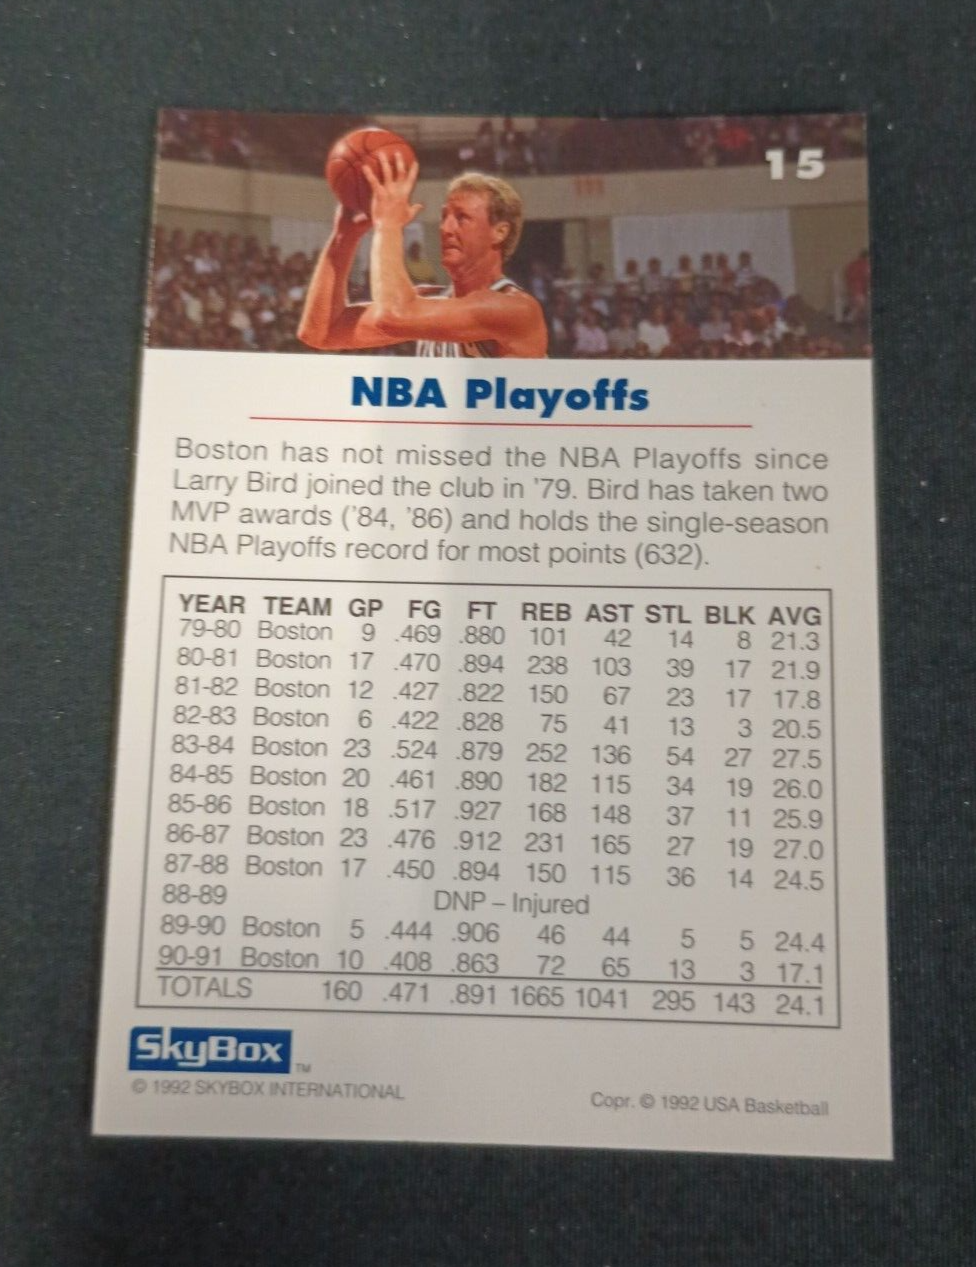 15
NBA Playoffs
Boston has not missed the NBA Playoffs since
Larry Bird joined the club in '79. Bird has taken two
MVP awards ('84, '86) and holds the single-season
NBA Playoffs record for most points (632).
YEAR TEAM GP FG FT REB AST STL BLK AVG
79-80 Boston 9 .469 .880 101 42 14 8 21.3
80-81 Boston 17 .470 .894 238 103 39 17 21.9
81-82 Boston 12 .427 .822 150 67 23 17 17.8
82-83 Boston 6 .422 .828 75 41 13 3 20.5
83-84 Boston 23 .524 .879 252 136 54 27 27.5
84-85 Boston 20 .461 .890 182 115 34 19 26.0
85-86 Boston 18 .517 .927 168 148 37 11 25.9
86-87 Boston 23 .476 .912 231 165 27 19 27.0
87-88 Boston 17 .450 .894 150 115 36 14 24.5
88-89 DNP – Injured
89-90 Boston 5 .444 .906 46 44 5 5 24.4
90-91 Boston 10 .408 .863 72 65 13 3 17.1
TOTALS 160 .471 .891 1665 1041 295 143 24.1
SkyBox TM
© 1992 SKYBOX INTERNATIONAL
Copr. © 1992 USA Basketball